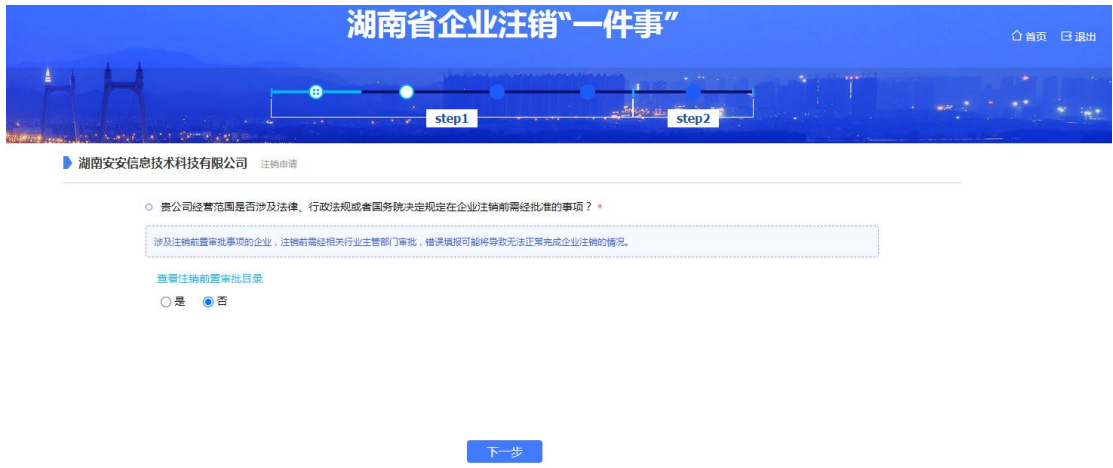 湖南省企业注销“一件事”
首页 退出
step1 step2
湖南安安信息技术科技有限公司 注销申请
贵公司经营范围是否涉及法律、行政法规或者国务院决定规定在企业注销前需经批准的事项？ *
涉及注销前置审批事项的企业，注销前需经相关行业主管部门审批，错误填报可能将导致无法正常完成企业注销的情况。
查看注销前置审批目录
是 否
下一步